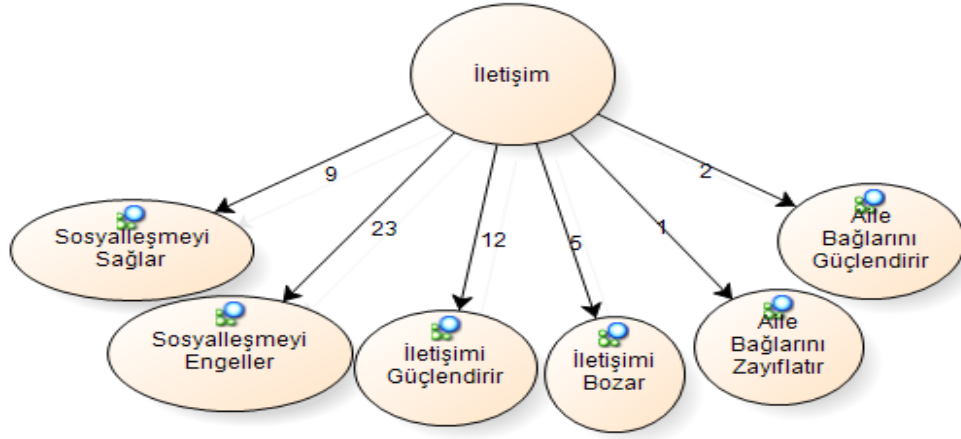 İletişim
9
23
12
5
1
2
Sosyalleşmeyi
Sağlar
Sosyalleşmeyi
Engeller
İletişimi
Güçlendirir
İletişimi
Bozar
Aile
Bağlarını
Zayıflatır
Aile
Bağlarını
Güçlendirir